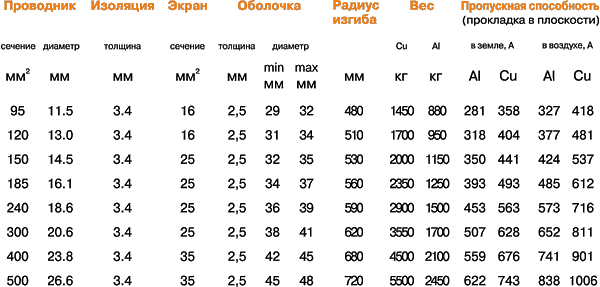 Проводник Изоляция Экран Оболочка Радиус изгиба Вес Пропускная способность
(прокладка в плоскости)
Cu Al в земле, А в воздухе, А
сечение диаметр толщина сечение толщина диаметр
мм² мм мм мм² мм min мм max мм мм кг кг Al Cu Al Cu
95 11.5 3.4 16 2,5 29 32 480 1450 880 281 358 327 418
120 13.0 3.4 16 2,5 31 34 510 1700 950 318 404 377 481
150 14.5 3.4 25 2,5 32 35 530 2000 1150 350 441 424 537
185 16.1 3.4 25 2,5 34 37 560 2350 1250 393 493 485 612
240 18.6 3.4 25 2,5 36 39 590 2900 1500 453 563 573 716
300 20.6 3.4 25 2,5 38 41 620 3550 1700 507 628 652 811
400 23.8 3.4 35 2,5 42 45 680 4500 2100 559 676 741 901
500 26.6 3.4 35 2,5 45 48 720 5500 2450 622 743 838 1006